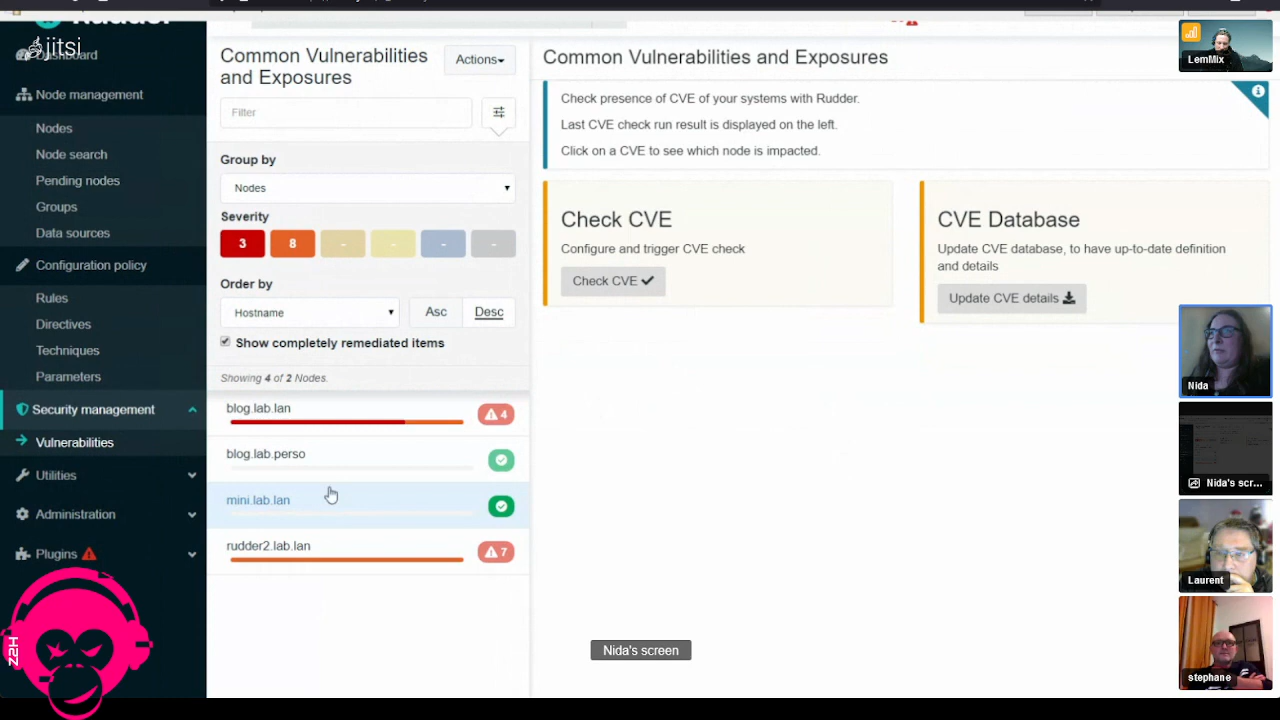 Rudder
jitsi
Dashboard
Node management
Nodes
Node search
Pending nodes
Groups
Data sources
Configuration policy
Rules
Directives
Techniques
Parameters
Security management
Vulnerabilities
Utilities
Administration
Plugins
Z2H
Common Vulnerabilities
and Exposures
Actions
Filter
Group by
Nodes
Severity
3 8 - - - -
Order by
Hostname Asc Desc
Show completely remediated items
Showing 4 of 2 Nodes.
blog.lab.lan 4
blog.lab.perso
mini.lab.lan
rudder2.lab.lan 7
Common Vulnerabilities and Exposures
Check presence of CVE of your systems with Rudder.
Last CVE check run result is displayed on the left.
Click on a CVE to see which node is impacted.
Check CVE
Configure and trigger CVE check
Check CVE
CVE Database
Update CVE database, to have up-to-date definition
and details
Update CVE details
Nida's screen
LemMix
Nida
Nida's scr...
Laurent
stephane